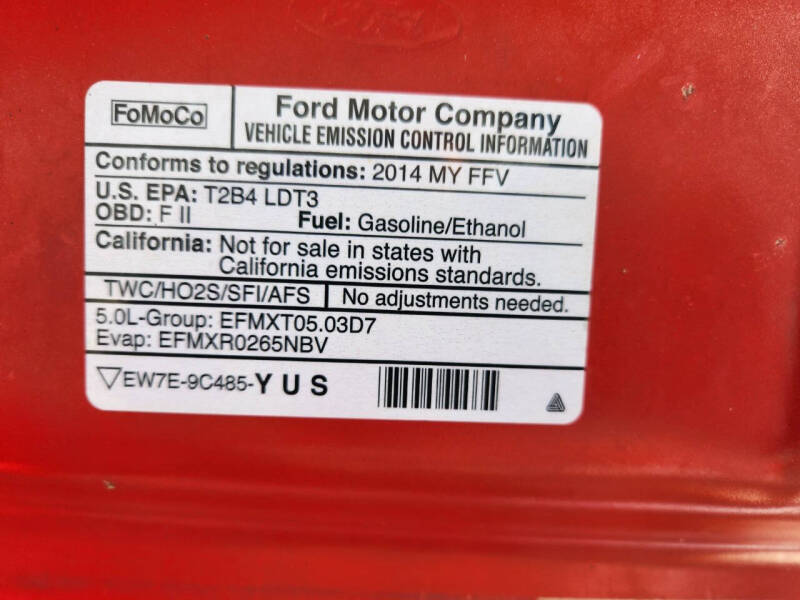 FoMoCo
Ford Motor Company
VEHICLE EMISSION CONTROL INFORMATION
Conforms to regulations: 2014 MY FFV
U.S. EPA: T2B4 LDT3
OBD: F II Fuel: Gasoline/Ethanol
California: Not for sale in states with
California emissions standards.
TWC/HO2S/SFI/AFS No adjustments needed.
5.0L-Group: EFMXT05.03D7
Evap: EFMXR0265NBV
EW7E-9C485-Y U S